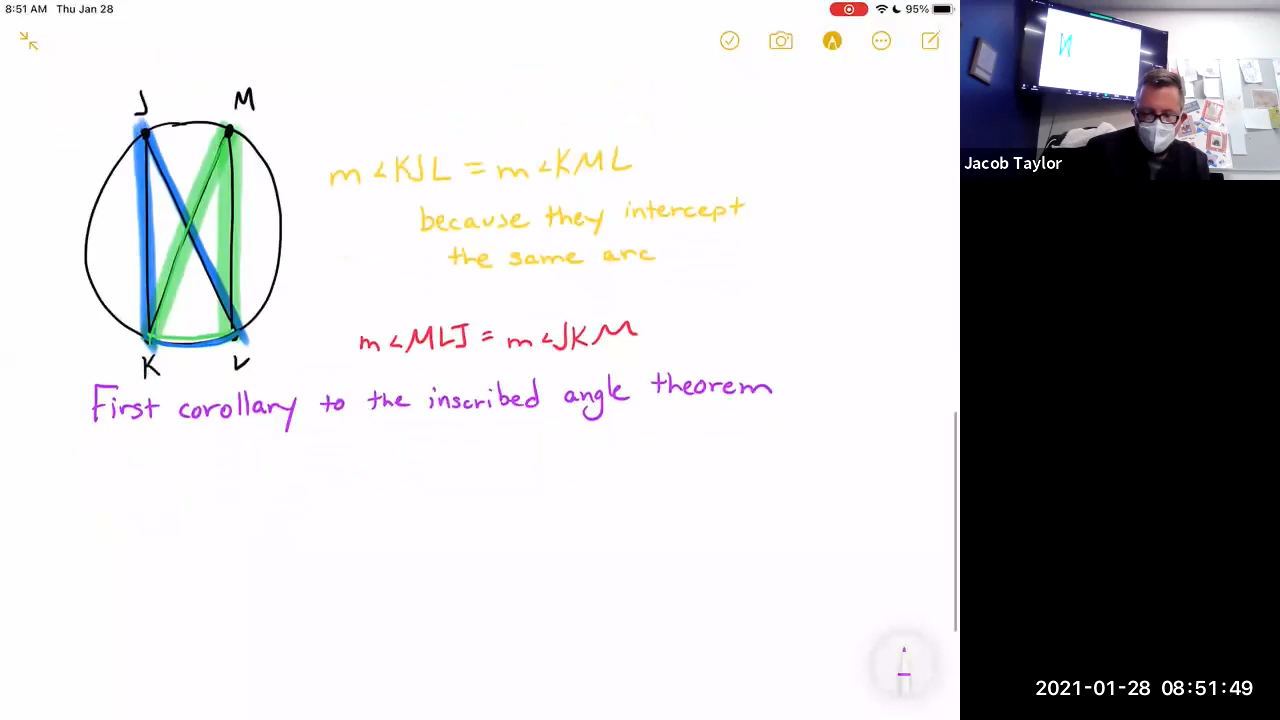 8:51 AM Thu Jan 28
95%
J M
m∠KJL = m∠KML
because they intercept
the same arc
m∠MLJ = m∠JKM
K L
First corollary to the inscribed angle theorem
Jacob Taylor
2021-01-28 08:51:49